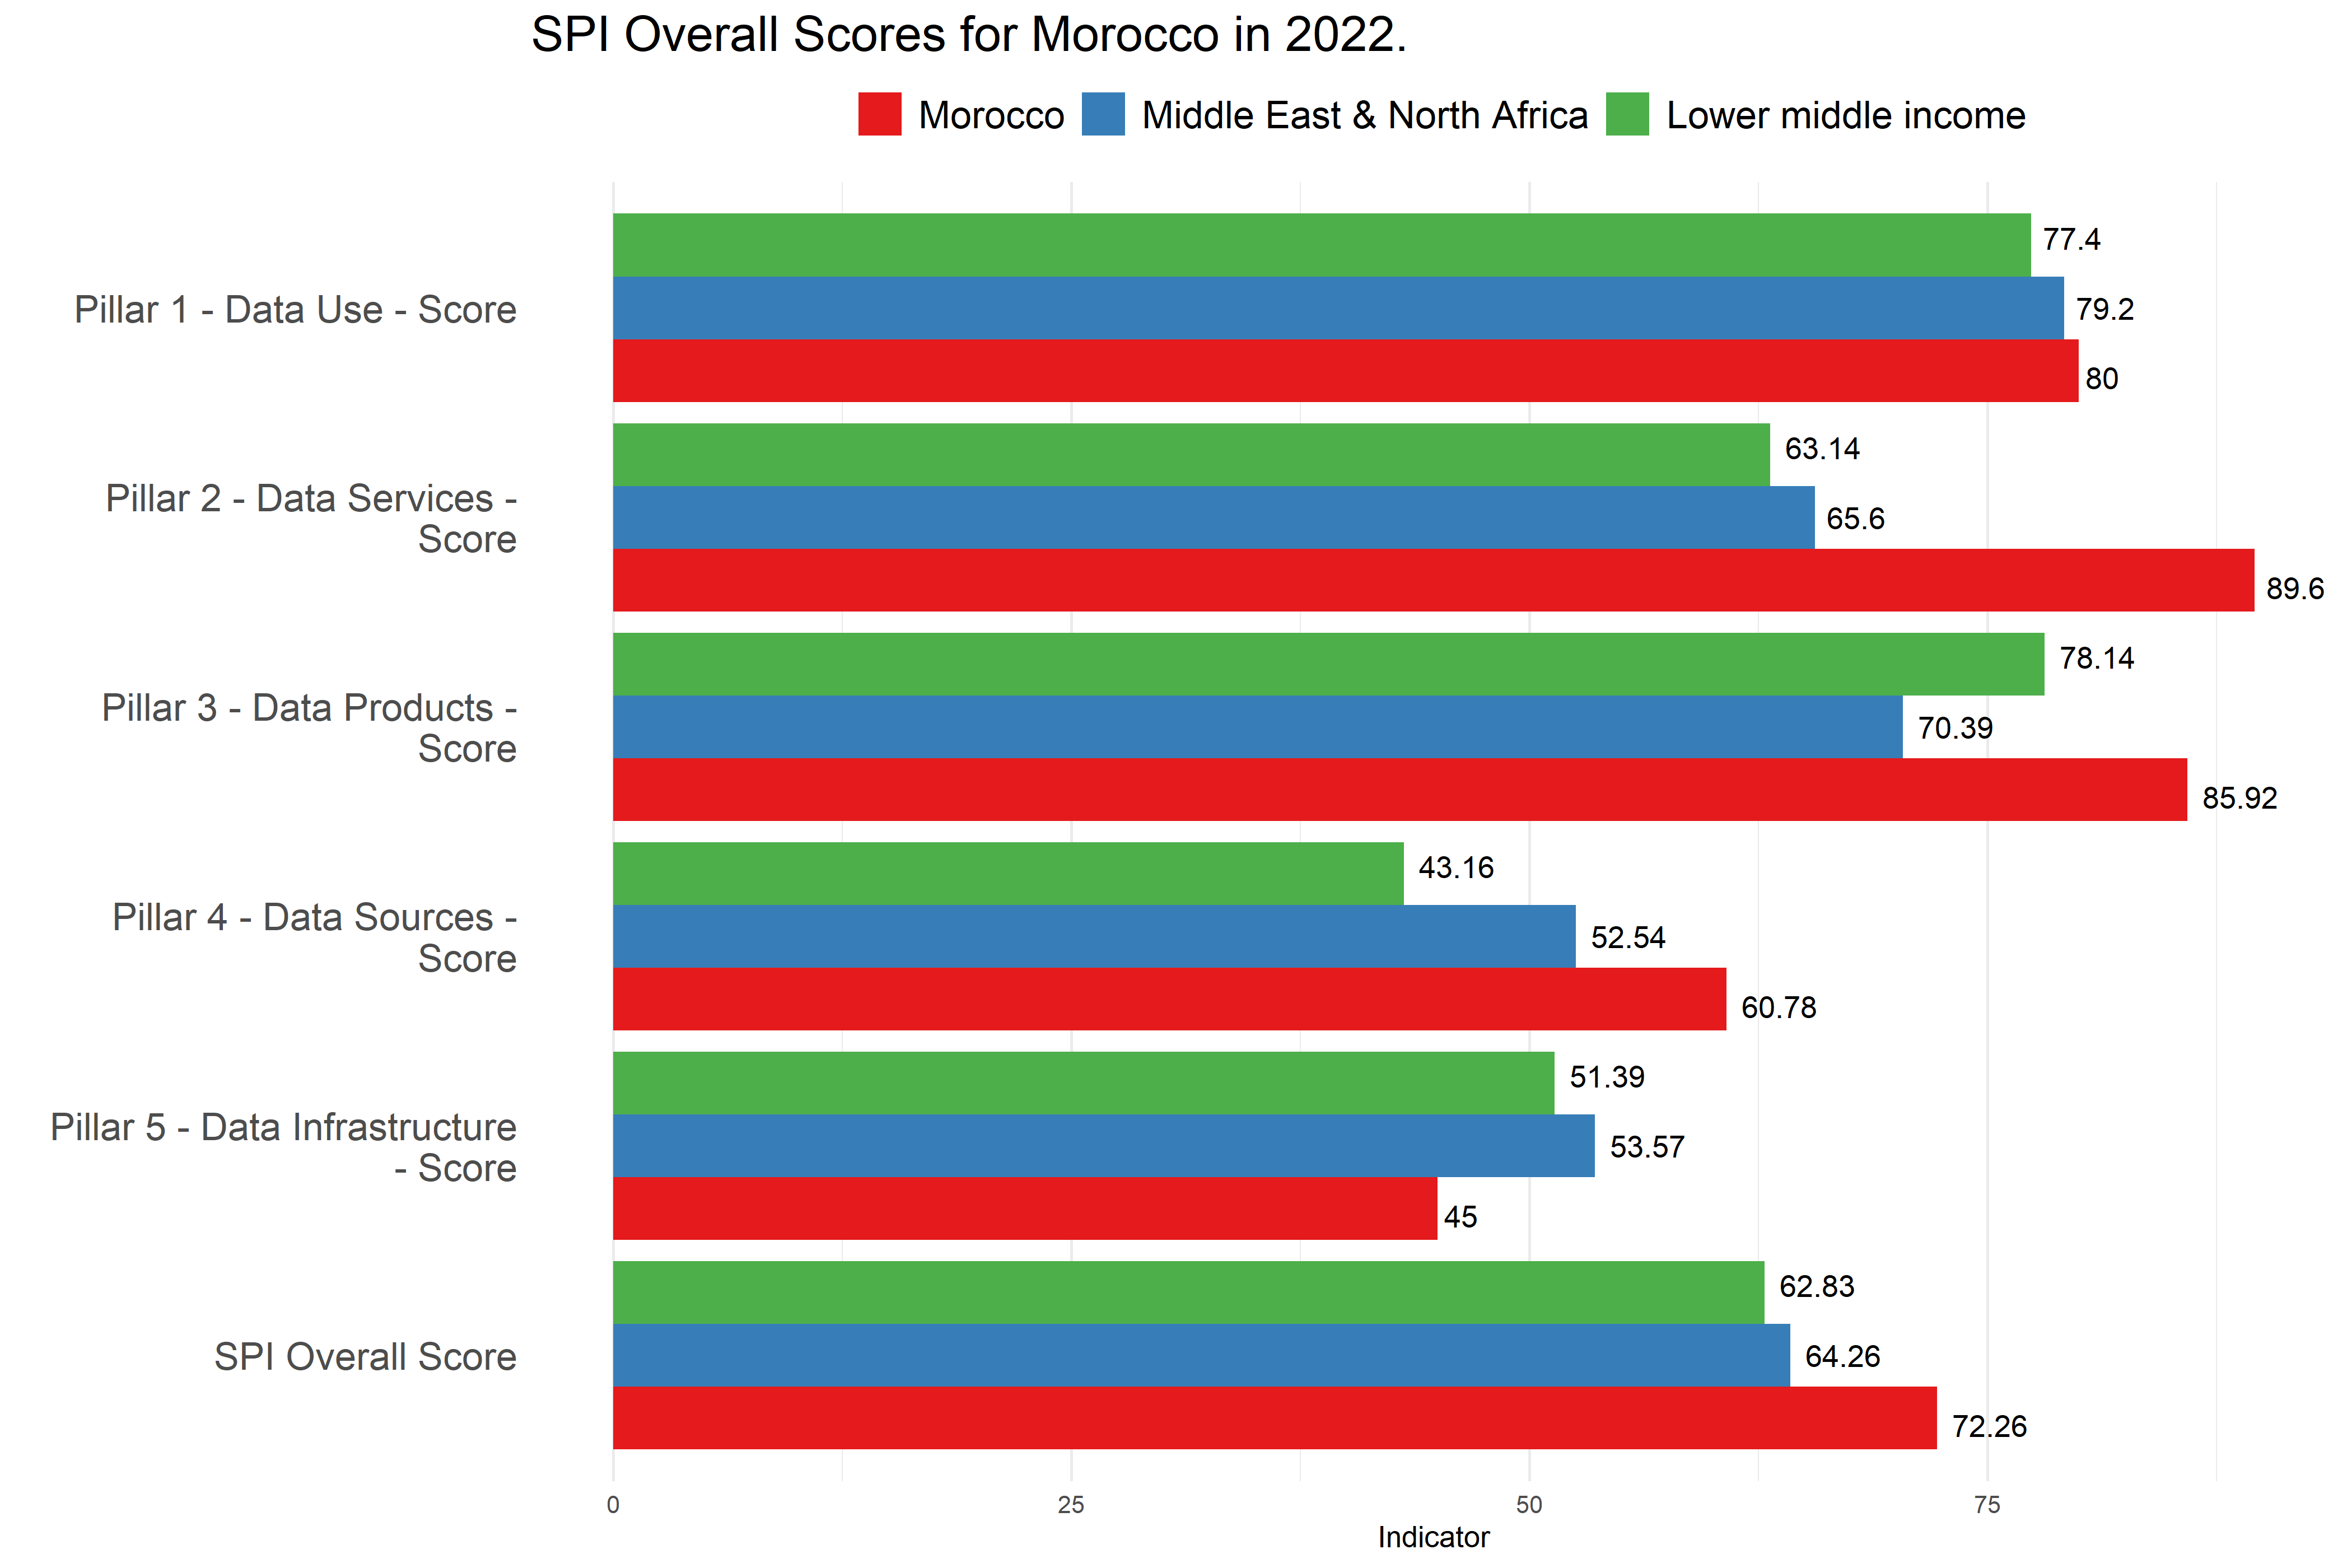 SPI Overall Scores for Morocco in 2022.
Morocco Middle East & North Africa Lower middle income
77.4
Pillar 1 - Data Use - Score
79.2
80
63.14
Pillar 2 - Data Services -
Score
65.6
89.6
78.14
Pillar 3 - Data Products -
Score
70.39
85.92
43.16
Pillar 4 - Data Sources -
Score
52.54
60.78
51.39
Pillar 5 - Data Infrastructure
- Score
53.57
45
62.83
SPI Overall Score
64.26
72.26
0 25 50 75
Indicator